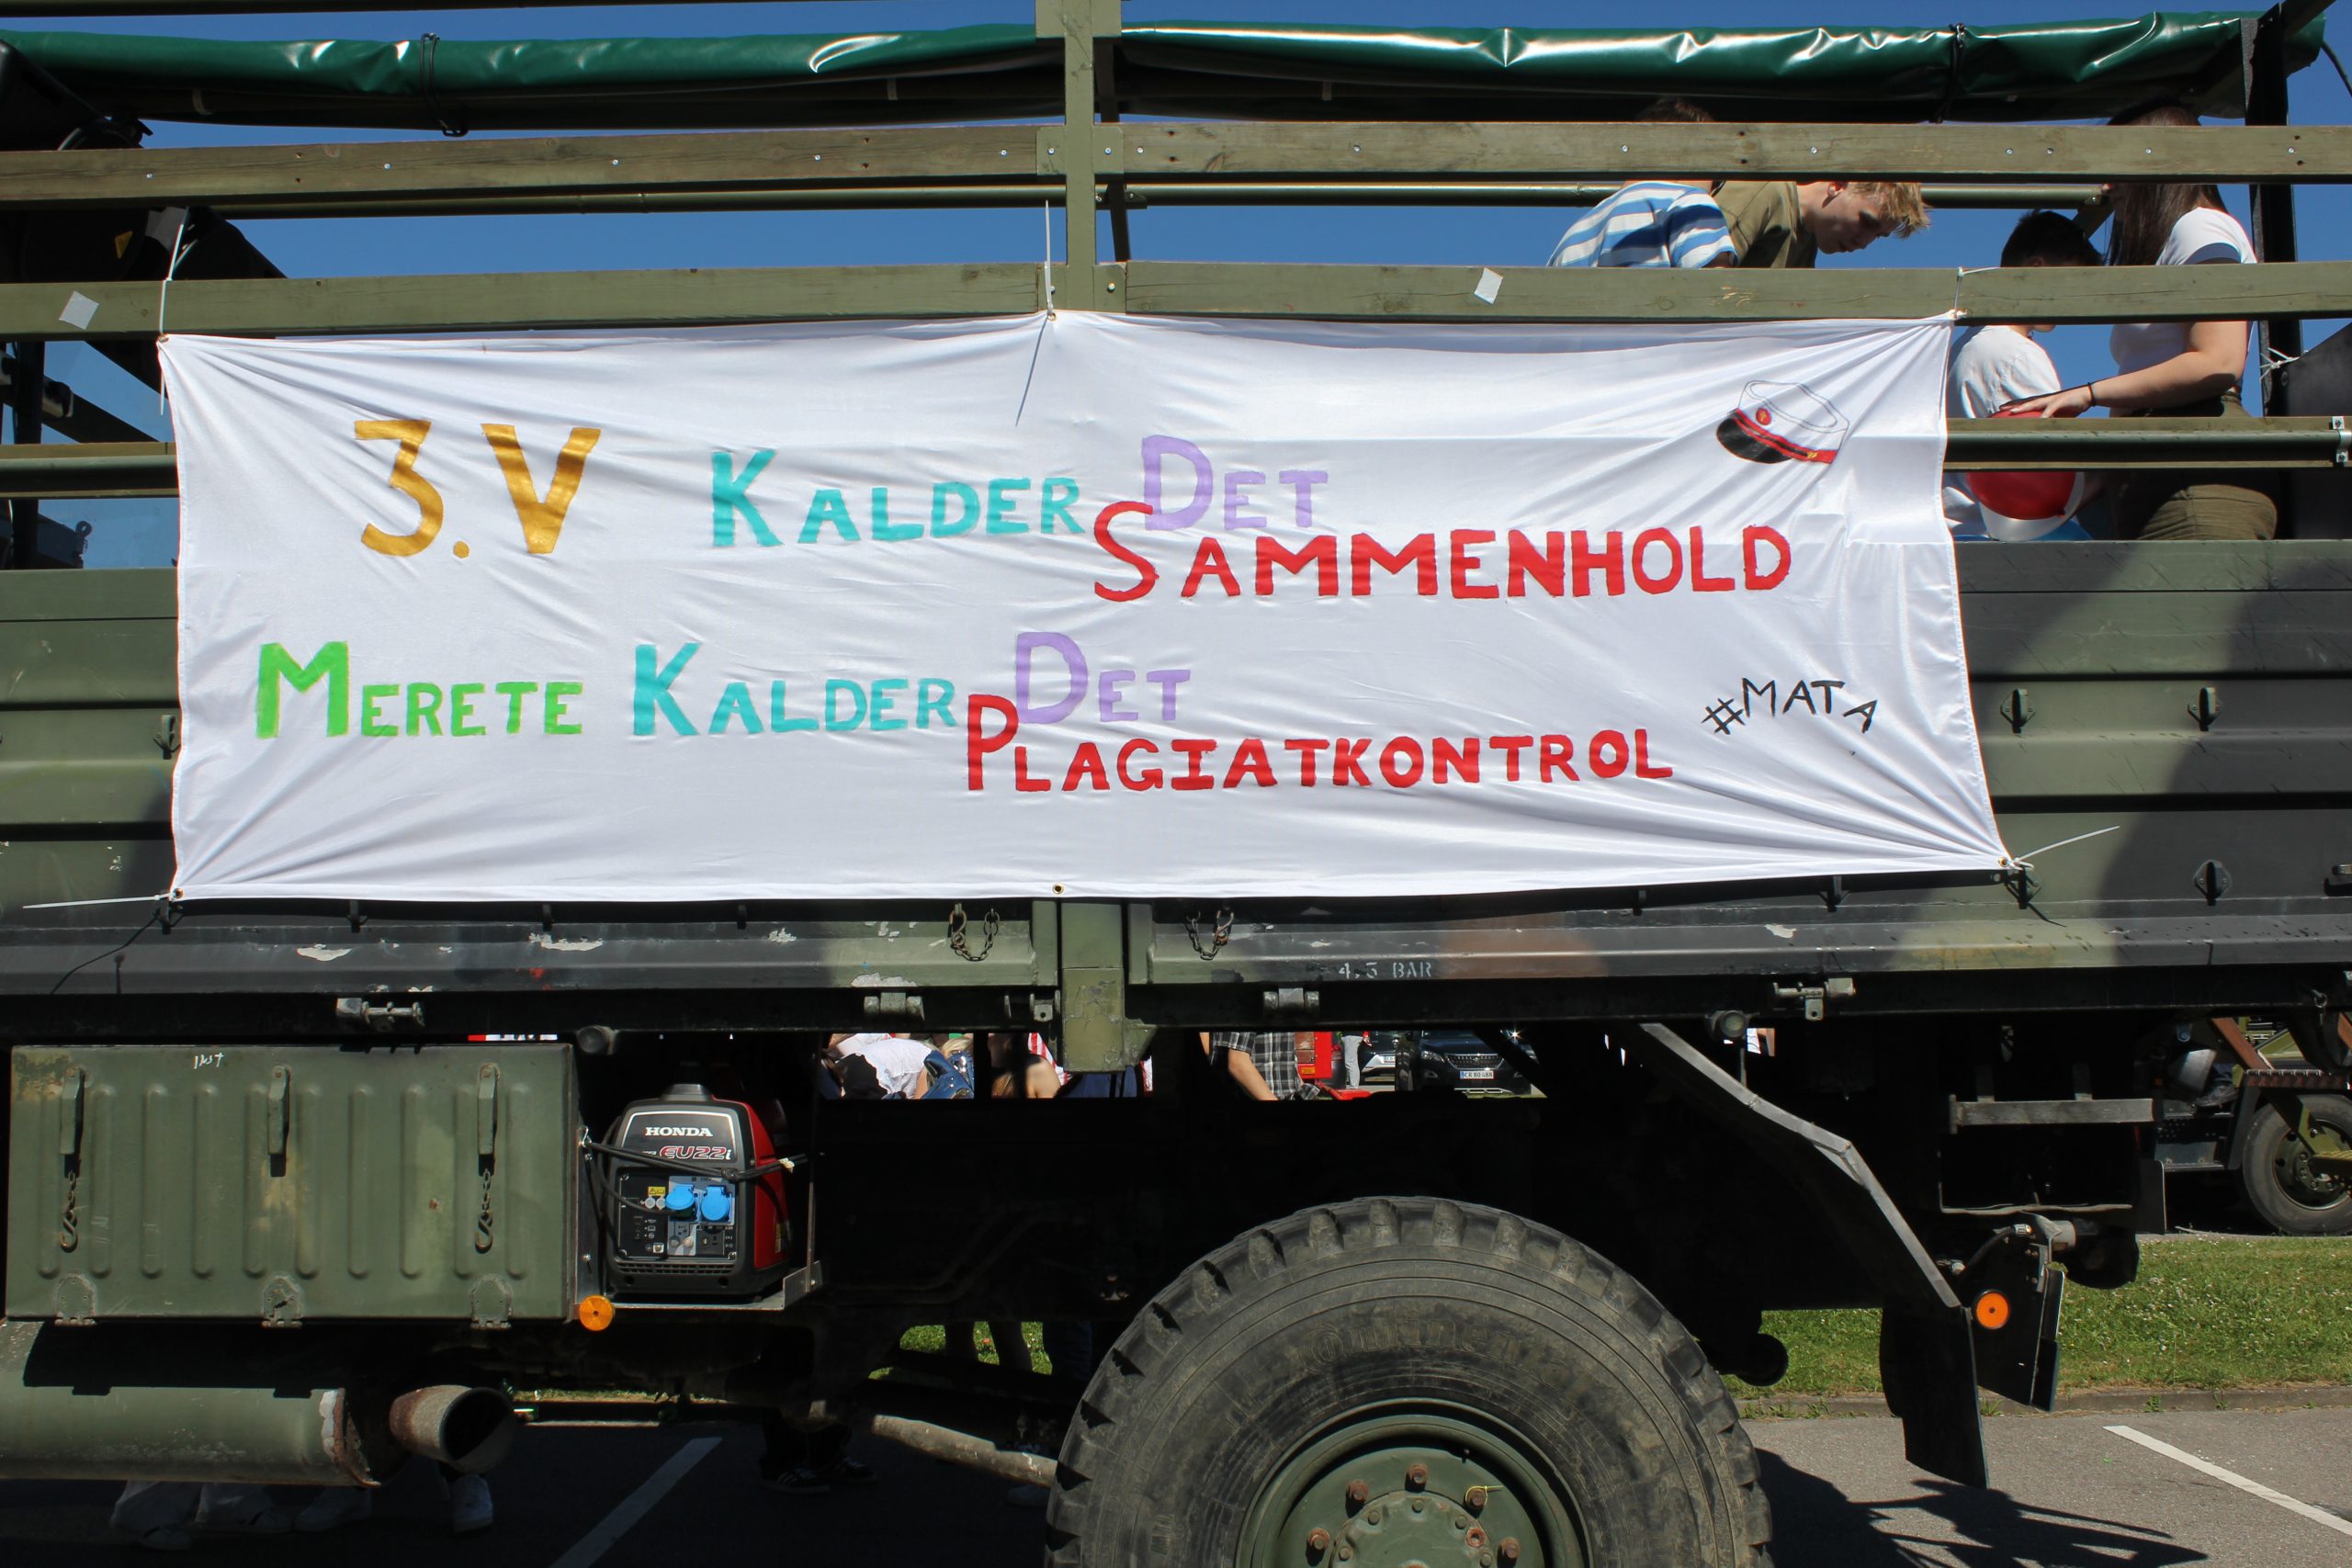 3.V KALDER DET
SAMMENHOLD
MERETE KALDER DET
#MATA
PLAGIATKONTROL
4,5 BAR
HONDA
EU22i